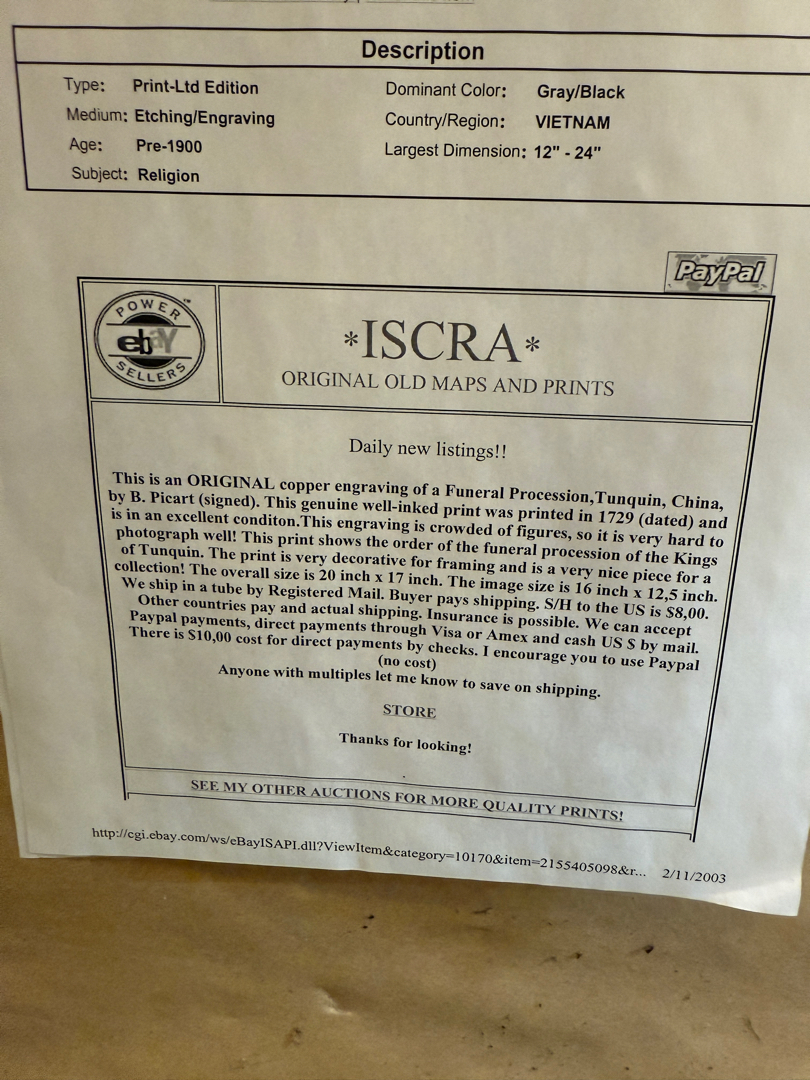 Description
Type: Print-Ltd Edition
Dominant Color: Gray/Black
Medium: Etching/Engraving
Country/Region: VIETNAM
Age: Pre-1900
Largest Dimension: 12" - 24"
Subject: Religion
PayPal
POWER
ebaY
SELLERS
™
*ISCRA*
ORIGINAL OLD MAPS AND PRINTS
Daily new listings!!
This is an ORIGINAL copper engraving of a Funeral Procession,Tunquin, China,
by B. Picart (signed). This genuine well-inked print was printed in 1729 (dated) and
is in an excellent conditon.This engraving is crowded of figures, so it is very hard to
photograph well! This print shows the order of the funeral procession of the Kings
of Tunquin. The print is very decorative for framing and is a very nice piece for a
collection! The overall size is 20 inch x 17 inch. The image size is 16 inch x 12,5 inch.
We ship in a tube by Registered Mail. Buyer pays shipping. S/H to the US is $8,00.
Other countries pay and actual shipping. Insurance is possible. We can accept
Paypal payments, direct payments through Visa or Amex and cash US $ by mail.
There is $10,00 cost for direct payments by checks. I encourage you to use Paypal
(no cost)
Anyone with multiples let me know to save on shipping.
STORE
Thanks for looking!
.
SEE MY OTHER AUCTIONS FOR MORE QUALITY PRINTS!
http://cgi.ebay.com/ws/eBayISAPI.dll?ViewItem&category=10170&item=2155405098&r... 2/11/2003